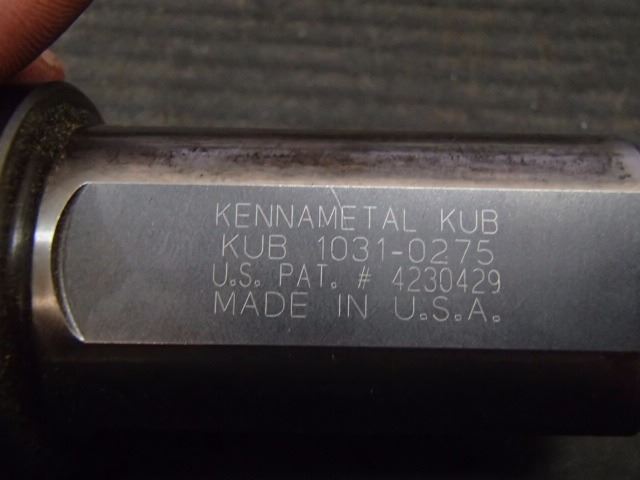 KENNAMETAL KUB
KUB 1031-0275
U.S. PAT. # 4230429
MADE IN U.S.A.